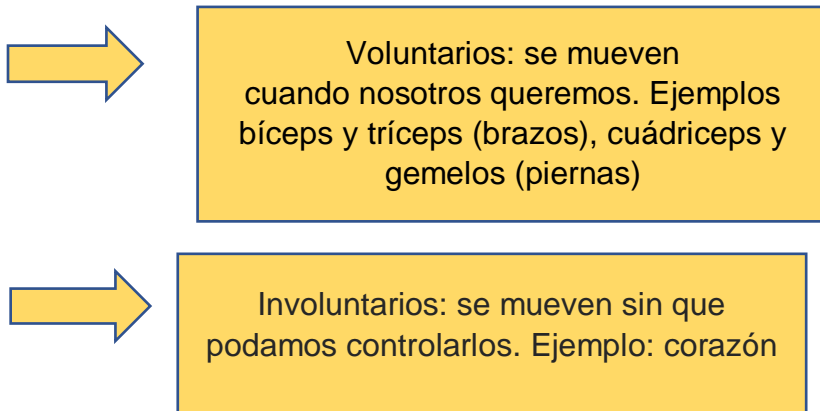 Voluntarios: se mueven
cuando nosotros queremos. Ejemplos
bíceps y tríceps (brazos), cuádriceps y
gemelos (piernas)
Involuntarios: se mueven sin que
podamos controlarlos. Ejemplo: corazón